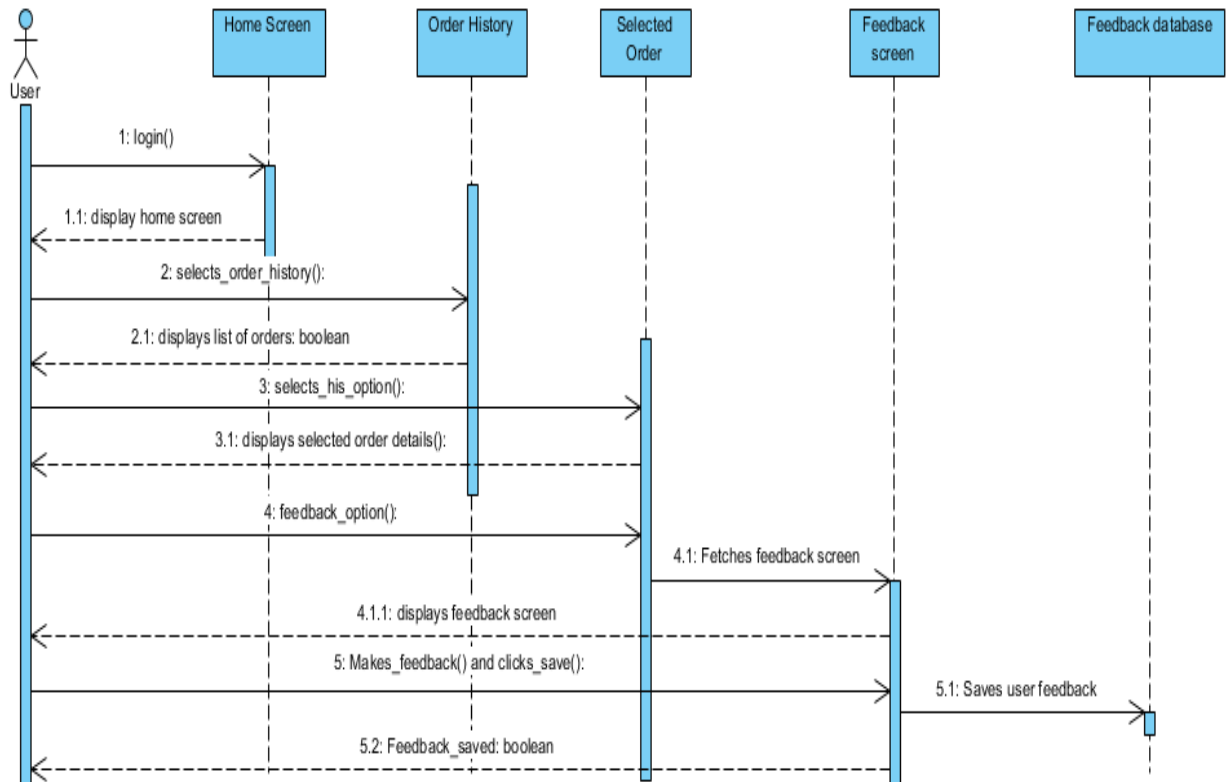 Home Screen
Order History
Selected
Order
Feedback
screen
Feedback database
User
1: login()
1.1: display home screen
2: selects_order_history():
2.1: displays list of orders: boolean
3: selects_his_option():
3.1: displays selected order details():
4: feedback_option():
4.1: Fetches feedback screen
4.1.1: displays feedback screen
5: Makes_feedback() and clicks_save():
5.1: Saves user feedback
5.2: Feedback_saved: boolean